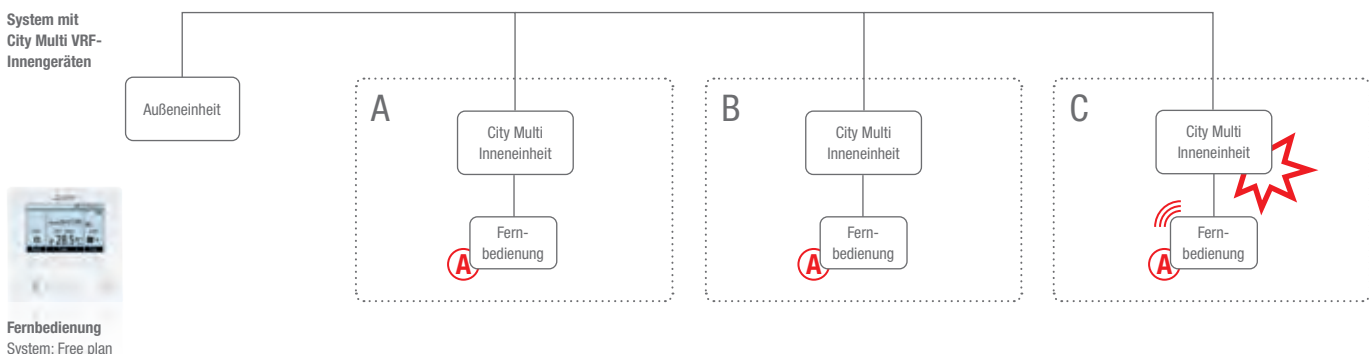 System mit
City Multi VRF-
Innengeräten
Außeneinheit
A
City Multi
Inneneinheit
Fern-
bedienung
A
B
City Multi
Inneneinheit
Fern-
bedienung
A
C
City Multi
Inneneinheit
Fern-
bedienung
A
Fernbedienung
System: Free plan